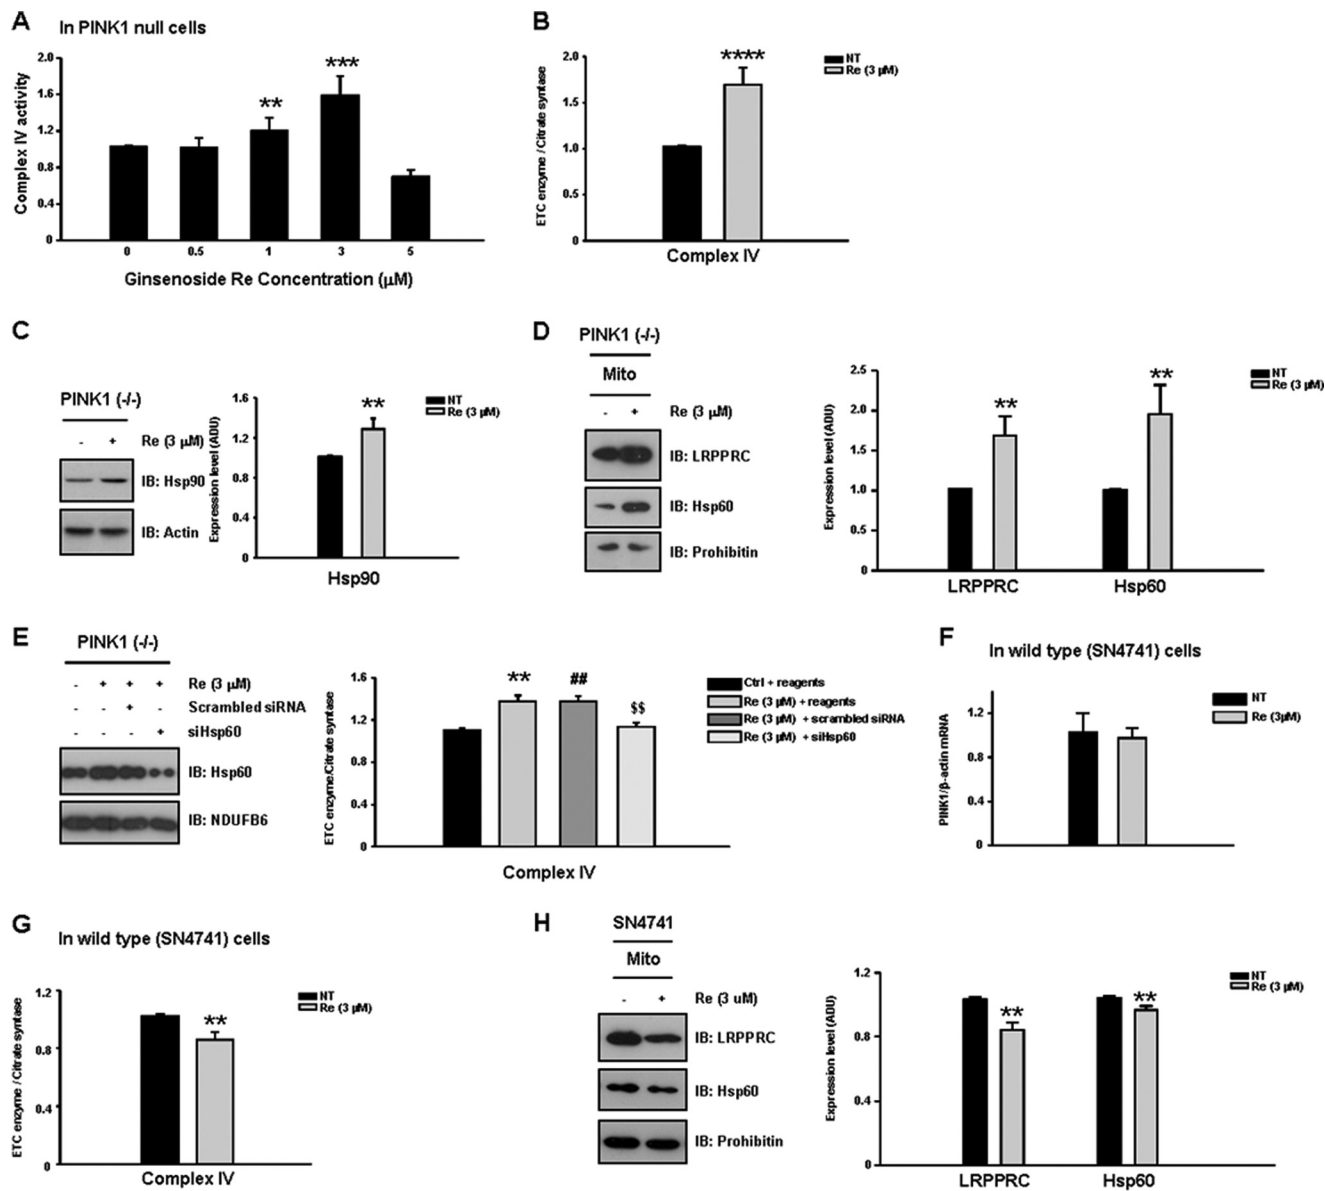 A In PINK1 null cells
Complex IV activity
2.0
1.6
1.2
0.8
0.4
0
**
***
0 0.5 1 3 5
Ginsenoside Re Concentration (µM)
B
ETC enzyme / Citrate syntase
2.0
1.5
1.0
0.5
0
****
NT
Re (3 µM)
Complex IV
C
PINK1 (-/-)
- + Re (3 µM)
IB: Hsp90
IB: Actin
Expression level (ADU)
1.6
1.2
0.8
0.4
0
**
NT
Re (3 µM)
Hsp90
D
PINK1 (-/-)
Mito
- + Re (3 µM)
IB: LRPPRC
IB: Hsp60
IB: Prohibitin
Expression level (ADU)
2.5
2.0
1.5
1.0
0.5
0
**
**
NT
Re (3 µM)
LRPPRC Hsp60
E
PINK1 (-/-)
- + + + Re (3 µM)
- - + - Scrambled siRNA
- - - + siHsp60
IB: Hsp60
IB: NDUFB6
ETC enzyme/Citrate syntase
1.6
1.2
0.8
0.4
0
**
##
$$
Ctrl + reagents
Re (3 µM) + reagents
Re (3 µM) + scrambled siRNA
Re (3 µM) + siHsp60
Complex IV
F
In wild type (SN4741) cells
PINK1/β-actin mRNA
1.2
0.8
0.4
0
NT
Re (3µM)
G
In wild type (SN4741) cells
ETC enzyme / Citrate syntase
1.2
0.8
0.4
0
**
NT
Re (3 µM)
Complex IV
H
SN4741
Mito
- + Re (3 uM)
IB: LRPPRC
IB: Hsp60
IB: Prohibitin
Expression level (ADU)
1.2
0.8
0.4
0
**
**
NT
Re (3 µM)
LRPPRC Hsp60